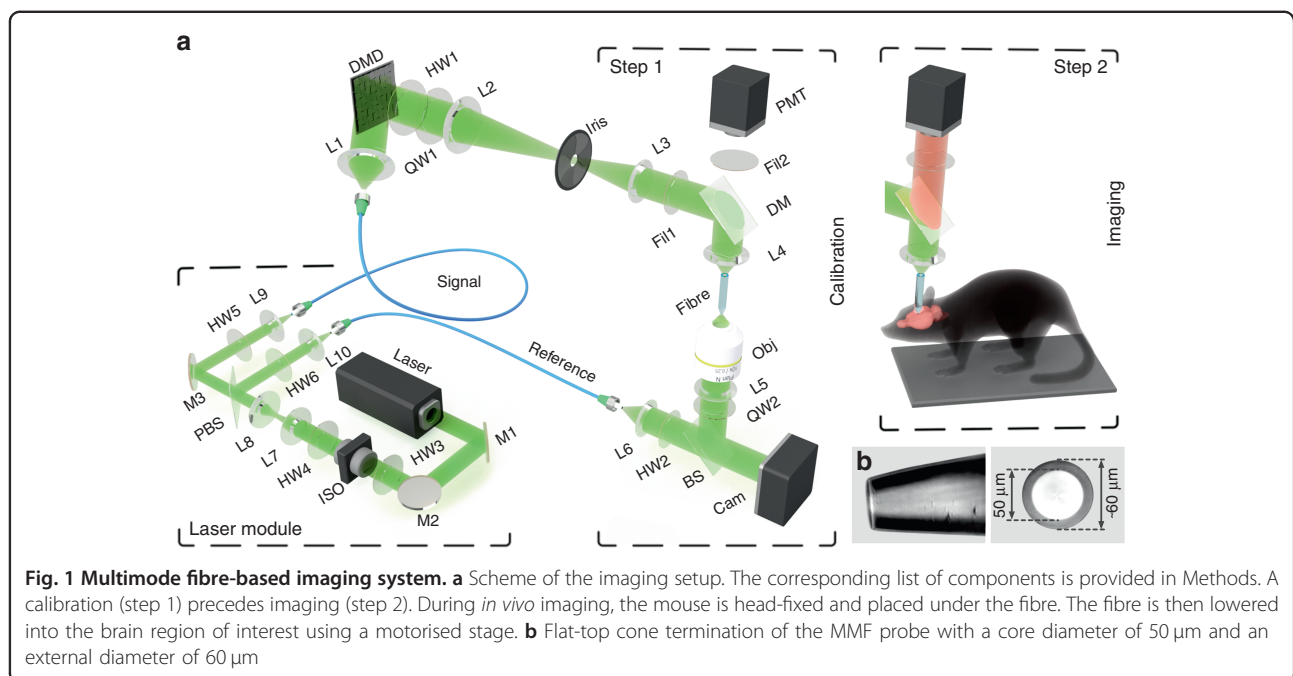 a
DMD
HW1
L2
L1
QW1
Iris
L3
Fil1
Step 1
PMT
Fil2
DM
L4
Fibre
Obj
Plan N
L5
QW2
Calibration
Step 2
Imaging
Signal
Reference
HW5
L9
L10
HW6
Laser
M3
PBS
L8
L7
HW4
ISO
HW3
M1
M2
Laser module
L6
HW2
BS
Cam
b
50 µm
~60 µm
Fig. 1 Multimode fibre-based imaging system. a Scheme of the imaging setup. The corresponding list of components is provided in Methods. A
calibration (step 1) precedes imaging (step 2). During in vivo imaging, the mouse is head-fixed and placed under the fibre. The fibre is then lowered
into the brain region of interest using a motorised stage. b Flat-top cone termination of the MMF probe with a core diameter of 50 µm and an
external diameter of 60 µm